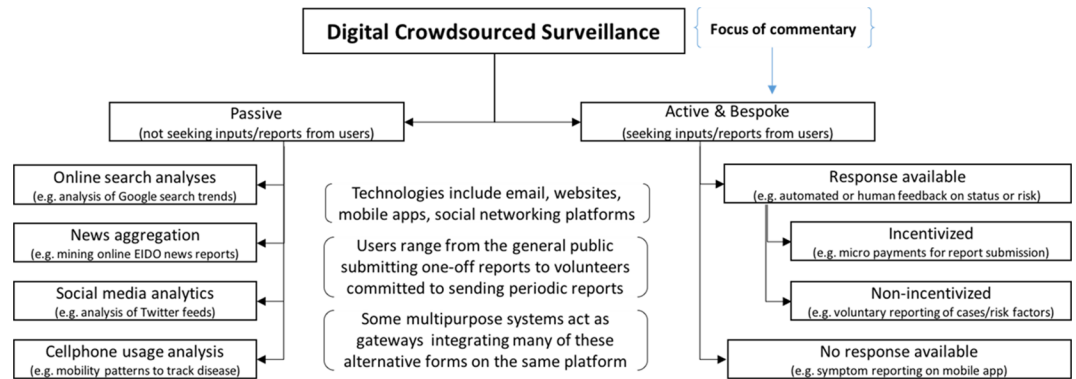 Digital Crowdsourced Surveillance
Focus of commentary
Passive
(not seeking inputs/reports from users)
Active & Bespoke
(seeking inputs/reports from users)
Online search analyses
(e.g. analysis of Google search trends)
News aggregation
(e.g. mining online EIDO news reports)
Social media analytics
(e.g. analysis of Twitter feeds)
Cellphone usage analysis
(e.g. mobility patterns to track disease)
Technologies include email, websites,
mobile apps, social networking platforms
Users range from the general public
submitting one-off reports to volunteers
committed to sending periodic reports
Some multipurpose systems act as
gateways integrating many of these
alternative forms on the same platform
Response available
(e.g. automated or human feedback on status or risk)
Incentivized
(e.g. micro payments for report submission)
Non-incentivized
(e.g. voluntary reporting of cases/risk factors)
No response available
(e.g. symptom reporting on mobile app)